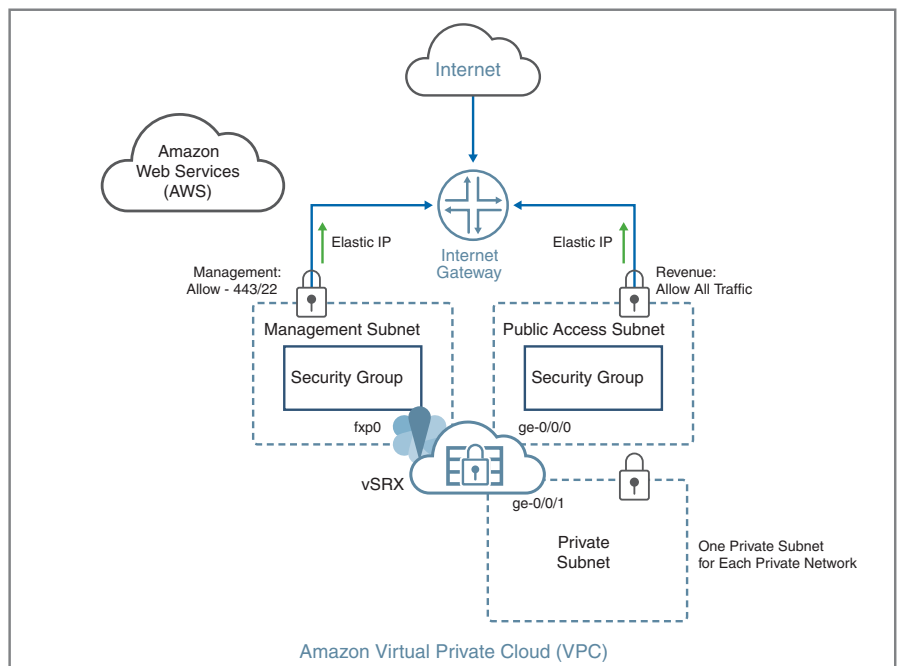 Internet
Amazon
Web Services
(AWS)
Elastic IP
Elastic IP
Internet
Gateway
Management:
Allow - 443/22
Revenue:
Allow All Traffic
Management Subnet
Public Access Subnet
Security Group
Security Group
fxp0
ge-0/0/0
vSRX
ge-0/0/1
Private
Subnet
One Private Subnet
for Each Private Network
Amazon Virtual Private Cloud (VPC)